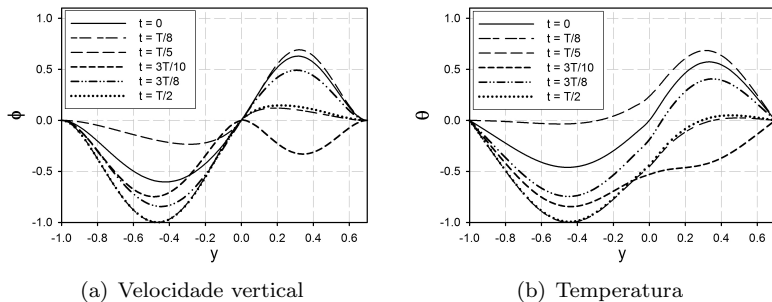 1.0
0.5
0.0
-0.5
-1.0
ϕ
t = 0
t = T/8
t = T/5
t = 3T/10
t = 3T/8
t = T/2
-1.0 -0.8 -0.6 -0.4 -0.2 0.0 0.2 0.4 0.6
y
(a) Velocidade vertical
1.0
0.5
0.0
-0.5
-1.0
θ
t = 0
t = T/8
t = T/5
t = 3T/10
t = 3T/8
t = T/2
-1.0 -0.8 -0.6 -0.4 -0.2 0.0 0.2 0.4 0.6
y
(b) Temperatura